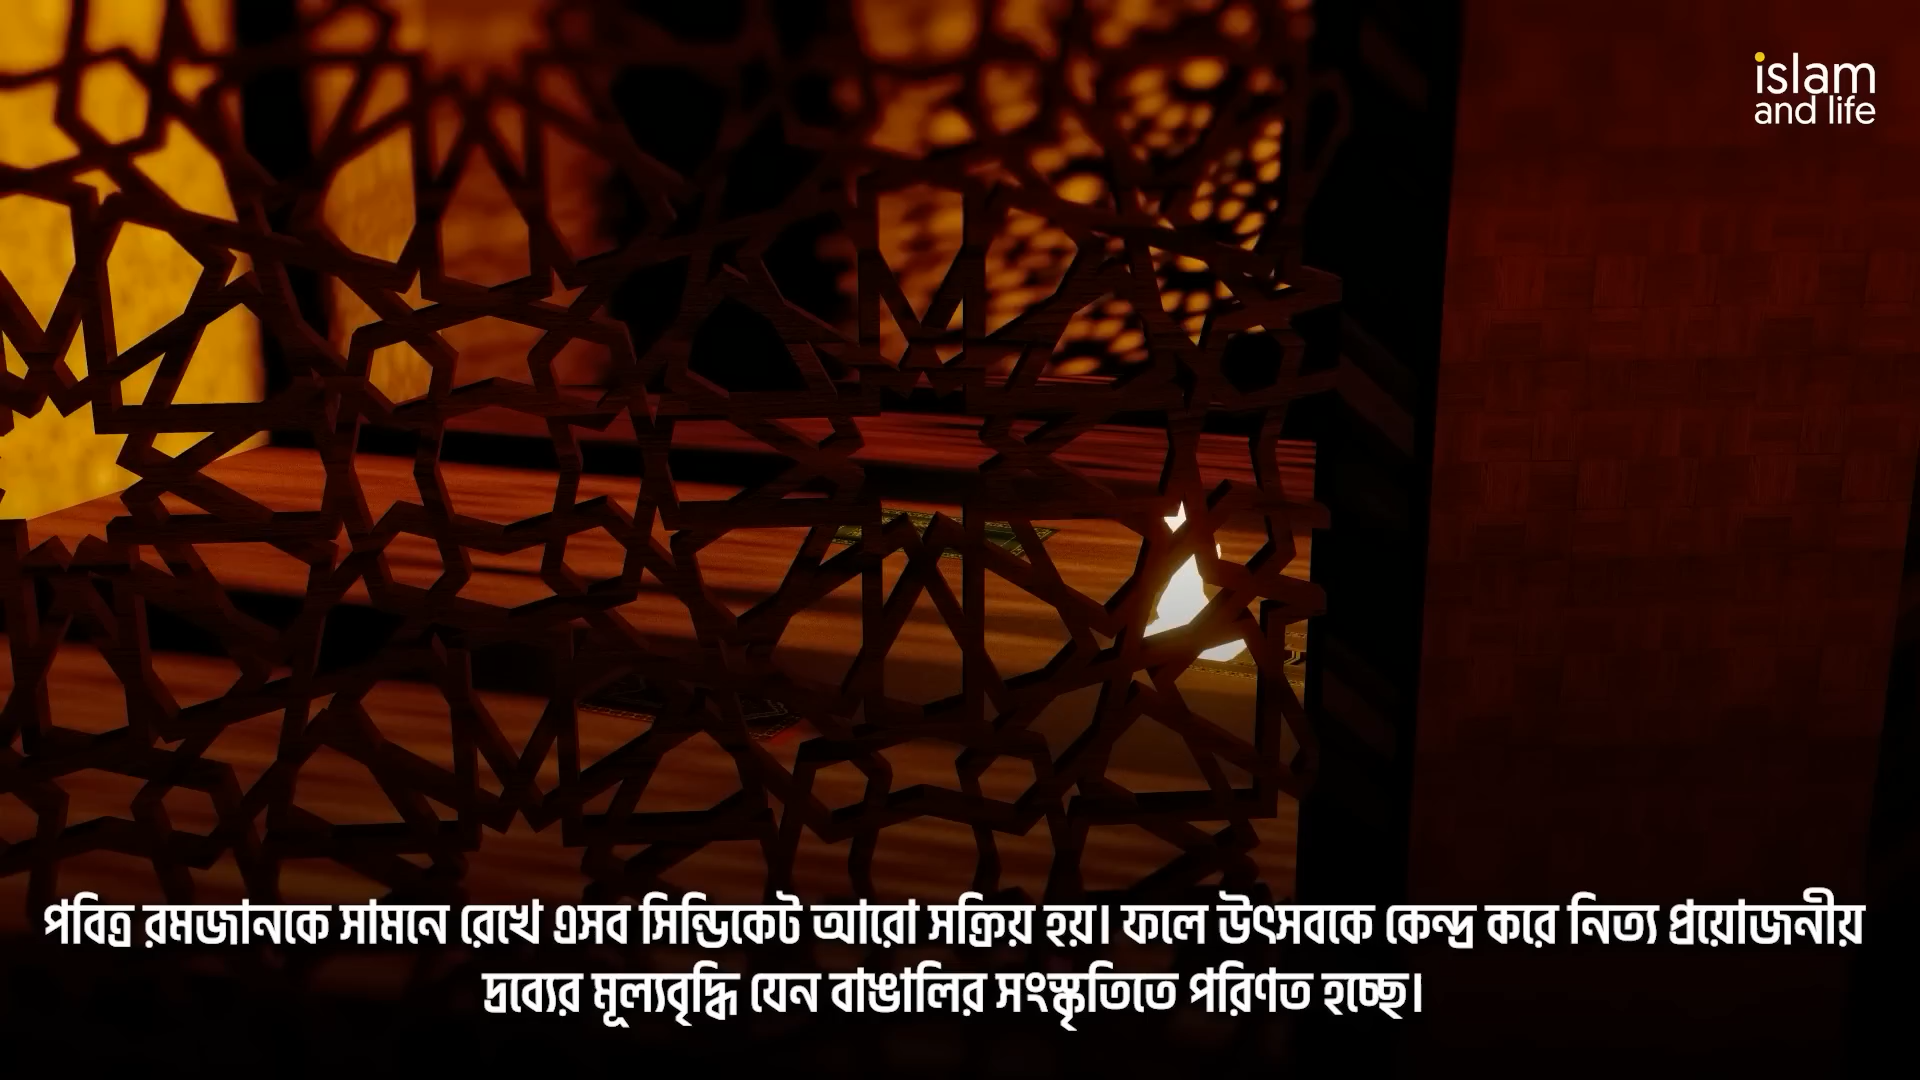 islam
and life
পবিত্র রমজানকে সামনে রেখে এসব সিন্ডিকেট আরো সক্রিয় হয়। ফলে উৎসবকে কেন্দ্র করে নিত্য প্রয়োজনীয়
দ্রব্যের মূল্যবৃদ্ধি যেন বাঙালির সংস্কৃতিতে পরিণত হচ্ছে।